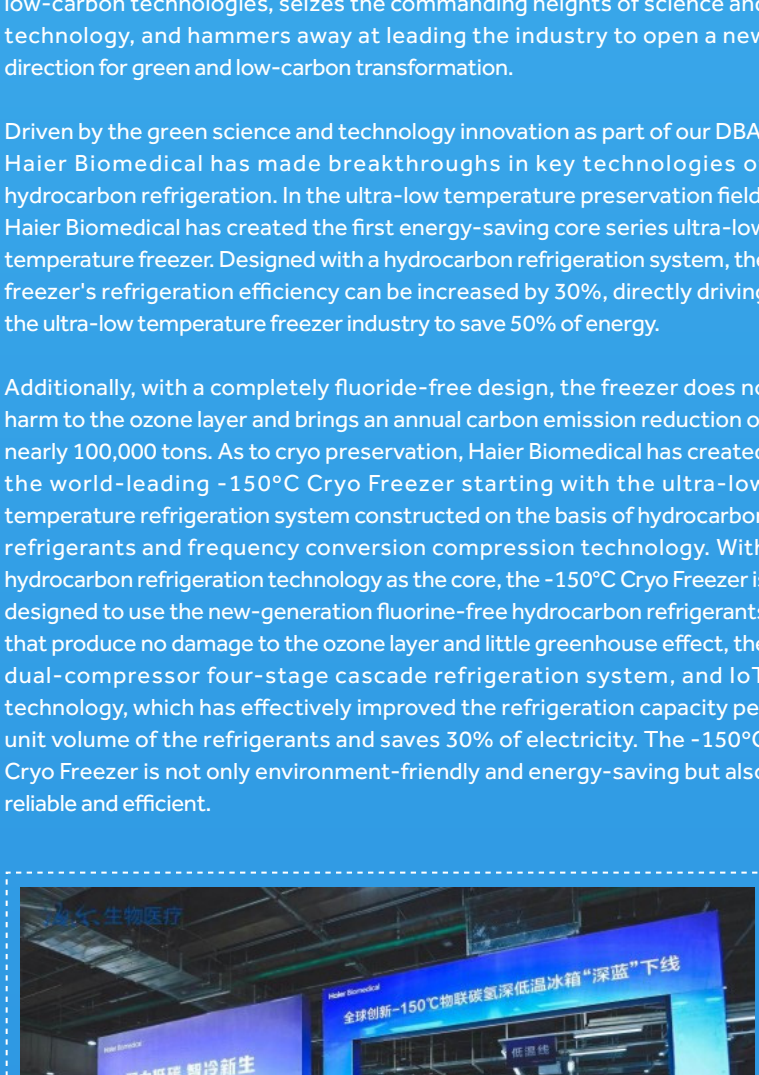 low-carbon technologies, seizes the commanding heights of science and
technology, and hammers away at leading the industry to open a new
direction for green and low-carbon transformation.
Driven by the green science and technology innovation as part of our DBA
Haier Biomedical has made breakthroughs in key technologies o
hydrocarbon refrigeration. In the ultra-low temperature preservation field
Haier Biomedical has created the first energy-saving core series ultra-low
temperature freezer. Designed with a hydrocarbon refrigeration system, the
freezer's refrigeration efficiency can be increased by 30%, directly driving
the ultra-low temperature freezer industry to save 50% of energy.
Additionally, with a completely fluoride-free design, the freezer does no
harm to the ozone layer and brings an annual carbon emission reduction o
nearly 100,000 tons. As to cryo preservation, Haier Biomedical has created
the world-leading -150°C Cryo Freezer starting with the ultra-low
temperature refrigeration system constructed on the basis of hydrocarbon
refrigerants and frequency conversion compression technology. With
hydrocarbon refrigeration technology as the core, the -150°C Cryo Freezer is
designed to use the new-generation fluorine-free hydrocarbon refrigerants
that produce no damage to the ozone layer and little greenhouse effect, the
dual-compressor four-stage cascade refrigeration system, and IoT
technology, which has effectively improved the refrigeration capacity pe
unit volume of the refrigerants and saves 30% of electricity. The -150°C
Cryo Freezer is not only environment-friendly and energy-saving but also
reliable and efficient.
生物医疗
Haier Biomedical
全球创新-150℃物联碳氢深低温冰箱“深蓝”下线
低温线
Haier Biomedical
低碳 智冷新生